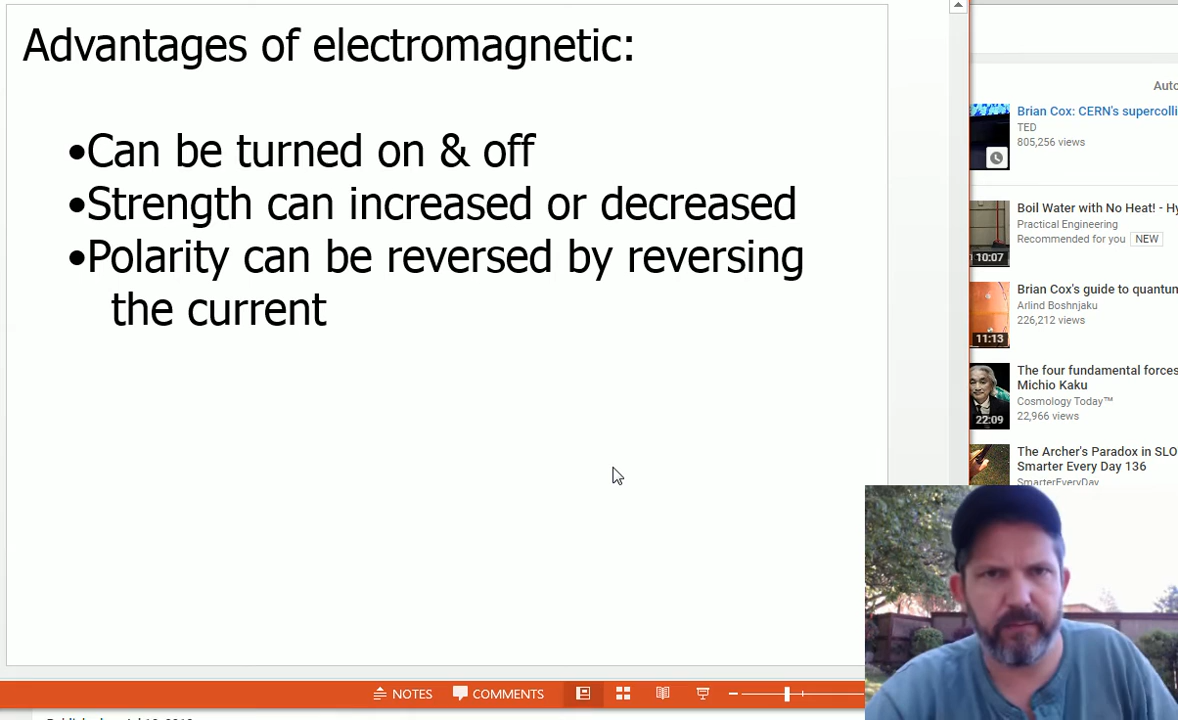 Advantages of electromagnetic:
•Can be turned on & off
•Strength can increased or decreased
•Polarity can be reversed by reversing
the current
NOTES
COMMENTS
Auto
Brian Cox: CERN's supercolli
TED
805,256 views
Boil Water with No Heat! - Hy
Practical Engineering
Recommended for you NEW
10:07
Brian Cox's guide to quantun
Arlind Boshnjaku
226,212 views
11:13
The four fundamental forces
Michio Kaku
Cosmology Today™
22,966 views
22:09
The Archer's Paradox in SLO
Smarter Every Day 136
SmarterEveryDay